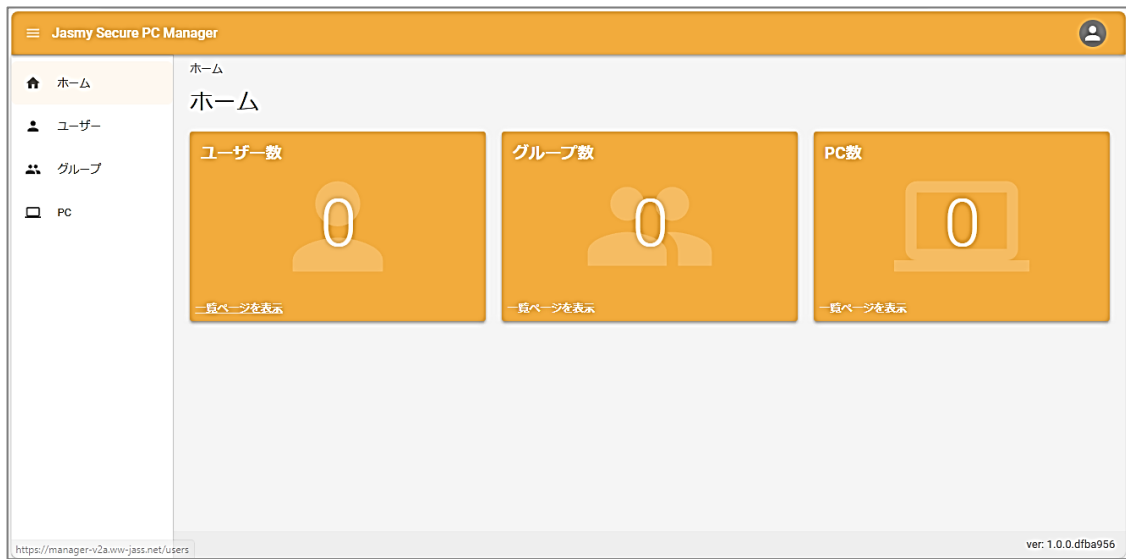 Jasmy Secure PC Manager
ホーム
ユーザー
グループ
PC
ホーム
ホーム
ユーザー数
0
一覧ページを表示
グループ数
0
一覧ページを表示
PC数
0
一覧ページを表示
https://manager-v2a.ww-jass.net/users
ver: 1.0.0.dfba956